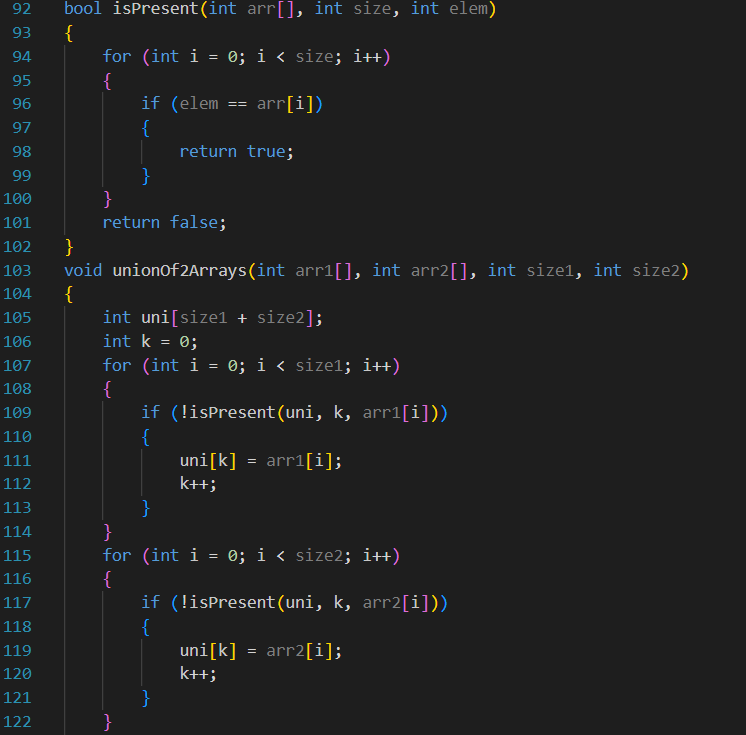 92 bool isPresent(int arr[], int size, int elem)
93 {
94     for (int i = 0; i < size; i++)
95     {
96         if (elem == arr[i])
97         {
98             return true;
99         }
100     }
101     return false;
102 }
103 void unionOf2Arrays(int arr1[], int arr2[], int size1, int size2)
104 {
105     int uni[size1 + size2];
106     int k = 0;
107     for (int i = 0; i < size1; i++)
108     {
109         if (!isPresent(uni, k, arr1[i]))
110         {
111             uni[k] = arr1[i];
112             k++;
113         }
114     }
115     for (int i = 0; i < size2; i++)
116     {
117         if (!isPresent(uni, k, arr2[i]))
118         {
119             uni[k] = arr2[i];
120             k++;
121         }
122     }